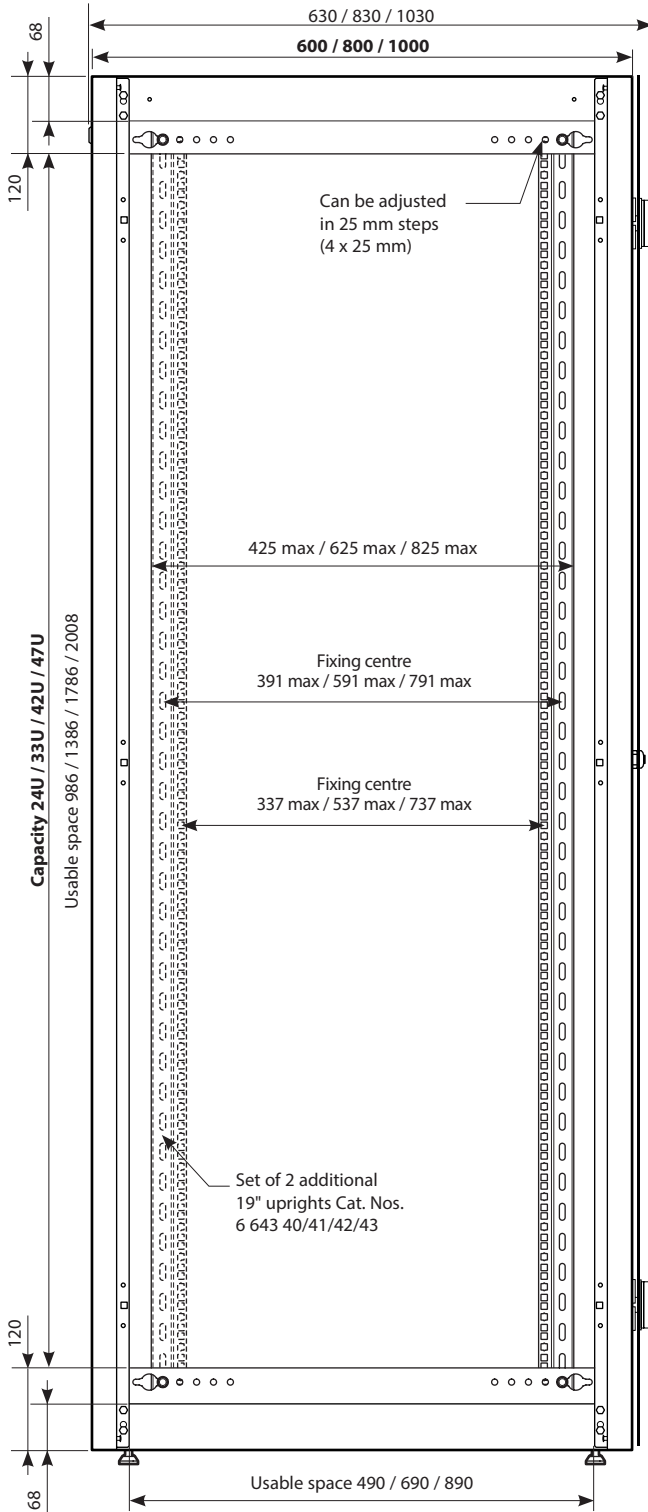 630 / 830 / 1030
68
600 / 800 / 1000
120
Can be adjusted
in 25 mm steps
(4 x 25 mm)
425 max / 625 max / 825 max
Fixing centre
391 max / 591 max / 791 max
Capacity 24U / 33U / 42U / 47U
Usable space 986 / 1386 / 1786 / 2008
Fixing centre
337 max / 537 max / 737 max
Set of 2 additional
19" uprights Cat. Nos.
6 643 40/41/42/43
120
68
Usable space 490 / 690 / 890